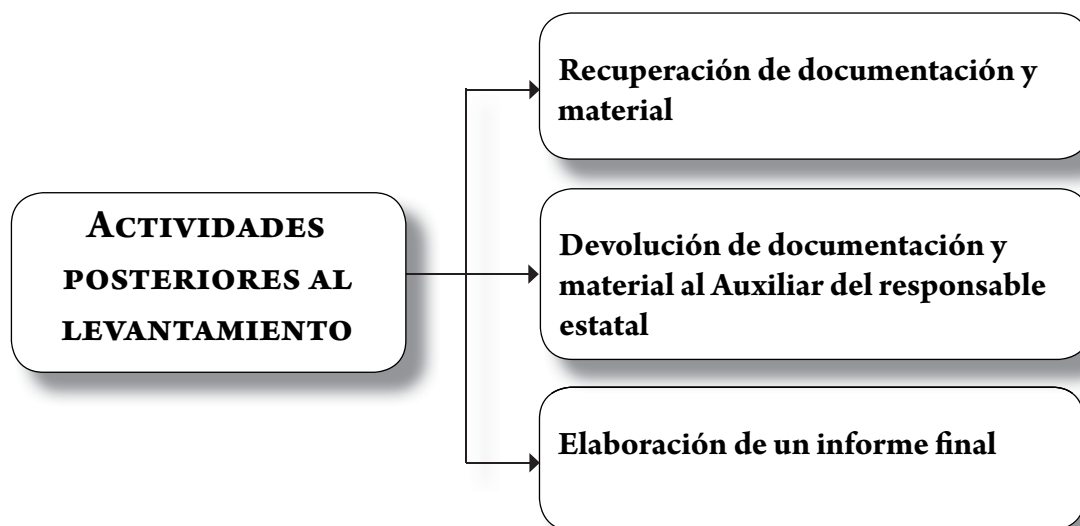 ACTIVIDADES
POSTERIORES AL
LEVANTAMIENTO
Recuperación de documentación y
material
Devolución de documentación y
material al Auxiliar del responsable
estatal
Elaboración de un informe final